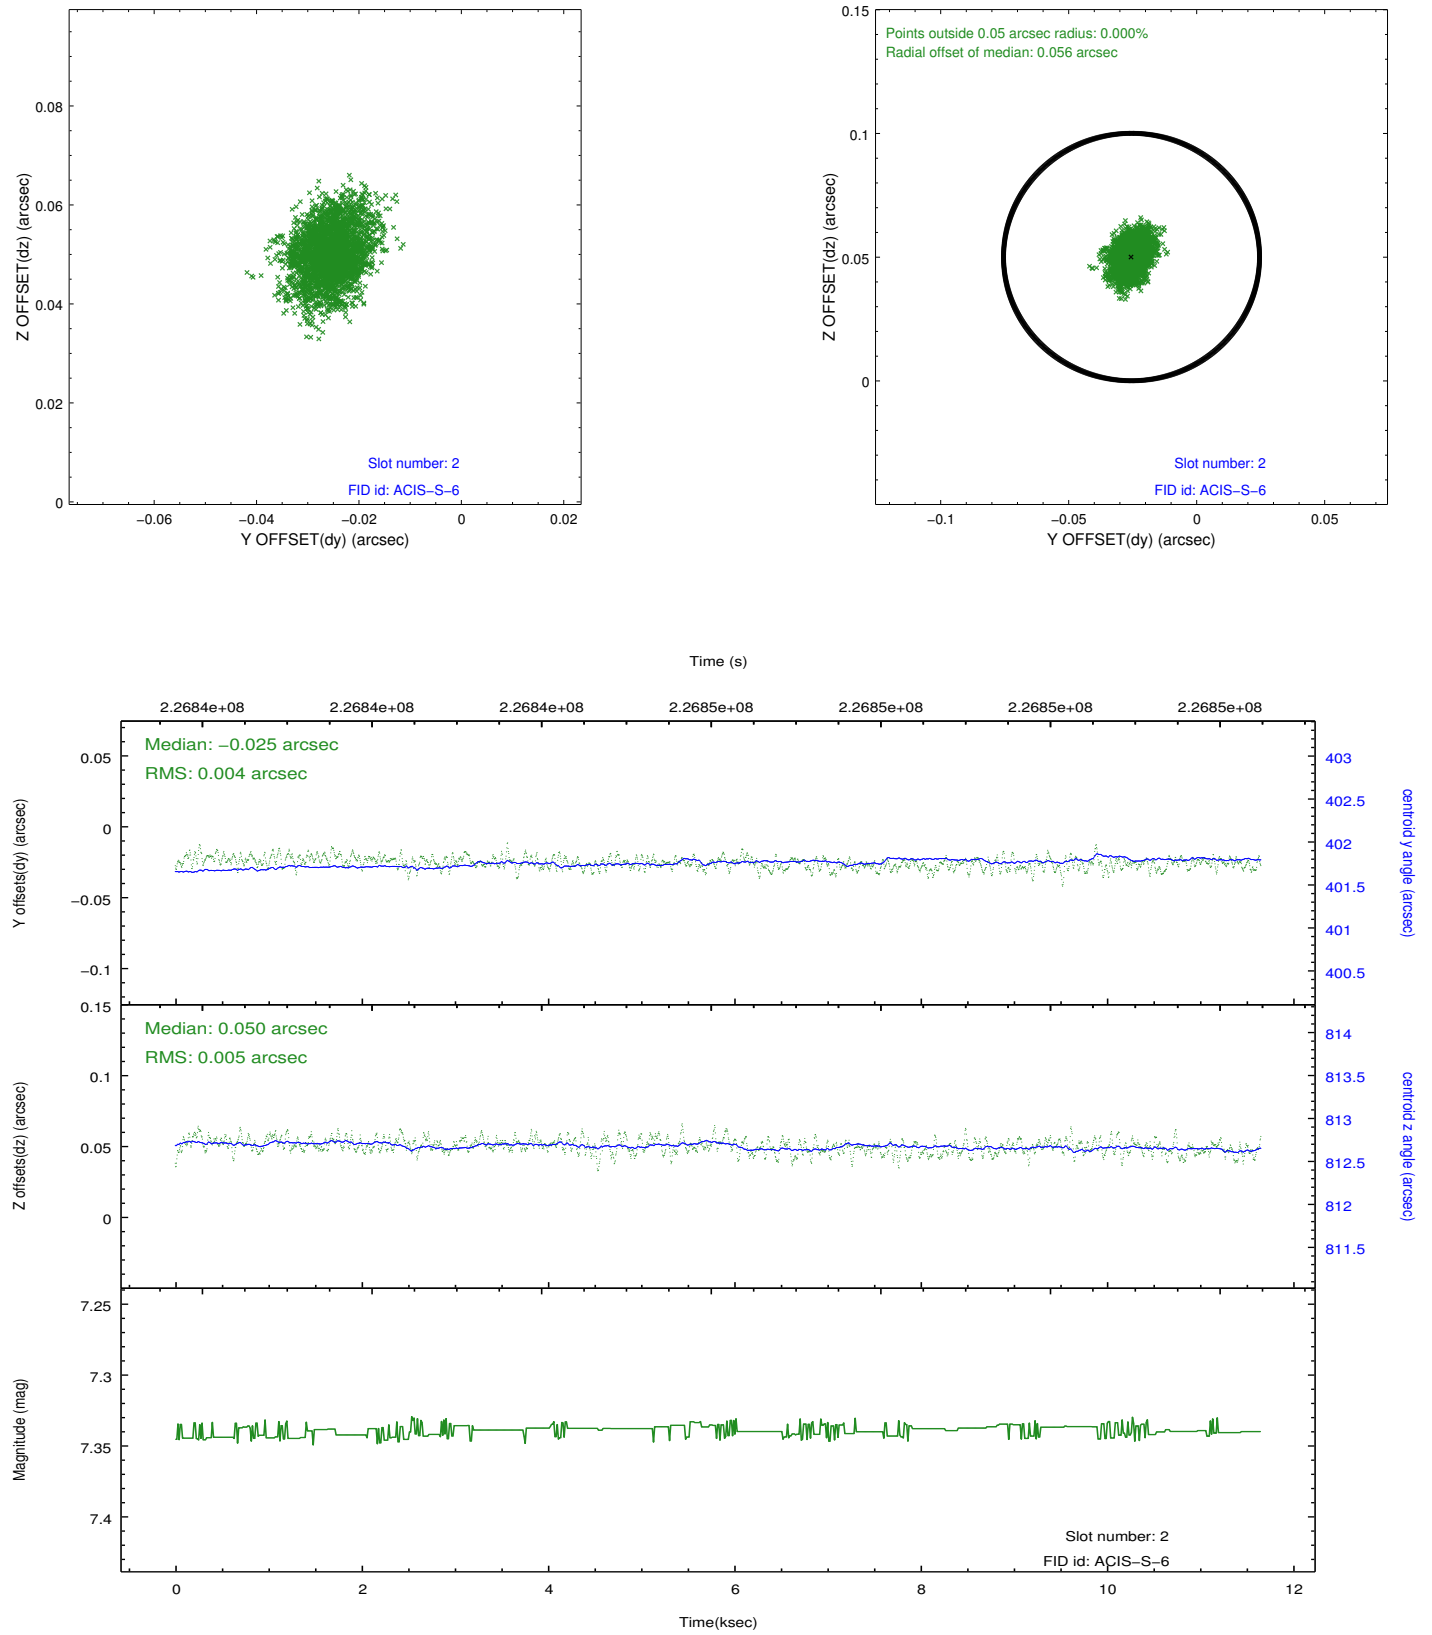 0.08
0.06
0.04
0.02
0
Z OFFSET(dz) (arcsec)
Slot number: 2
FID id: ACIS−S−6
−0.06 −0.04 −0.02 0 0.02
Y OFFSET(dy) (arcsec)
0.15
0.1
0.05
0
Z OFFSET(dz) (arcsec)
Points outside 0.05 arcsec radius: 0.000%
Radial offset of median: 0.056 arcsec
Slot number: 2
FID id: ACIS−S−6
−0.1 −0.05 0 0.05
Y OFFSET(dy) (arcsec)
Time (s)
2.2684e+08 2.2684e+08 2.2684e+08 2.2685e+08 2.2685e+08 2.2685e+08 2.2685e+08
Median: −0.025 arcsec
RMS: 0.004 arcsec
0.05
0
−0.05
−0.1
Y offsets(dy) (arcsec)
403
402.5
402
401.5
401
400.5
centroid y angle (arcsec)
Median: 0.050 arcsec
RMS: 0.005 arcsec
0.15
0.1
0.05
0
Z offsets(dz) (arcsec)
814
813.5
813
812.5
812
811.5
centroid z angle (arcsec)
7.25
7.3
7.35
7.4
Magnitude (mag)
Slot number: 2
FID id: ACIS−S−6
0 2 4 6 8 10 12
Time(ksec)